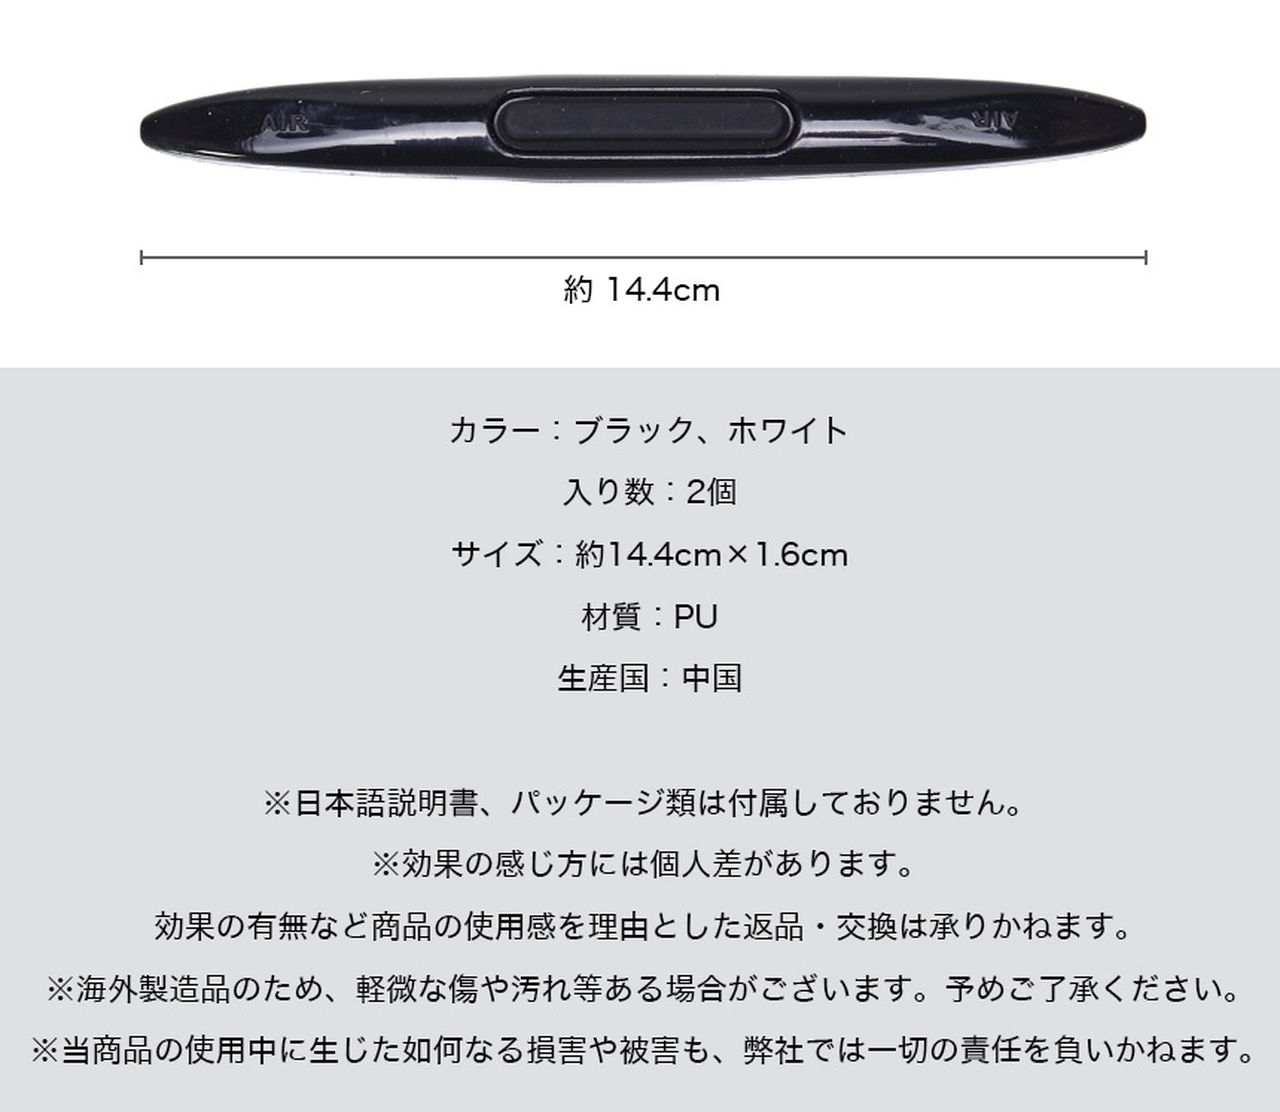 AIR
AIR
約 14.4cm
カラー：ブラック、ホワイト
入り数：2個
サイズ：約14.4cm×1.6cm
材質：PU
生産国：中国
※日本語説明書、パッケージ類は付属しておりません。
※効果の感じ方には個人差があります。
効果の有無など商品の使用感を理由とした返品・交換は承りかねます。
※海外製造品のため、軽微な傷や汚れ等ある場合がございます。予めご了承ください。
※当商品の使用中に生じた如何なる損害や被害も、弊社では一切の責任を負いかねます。